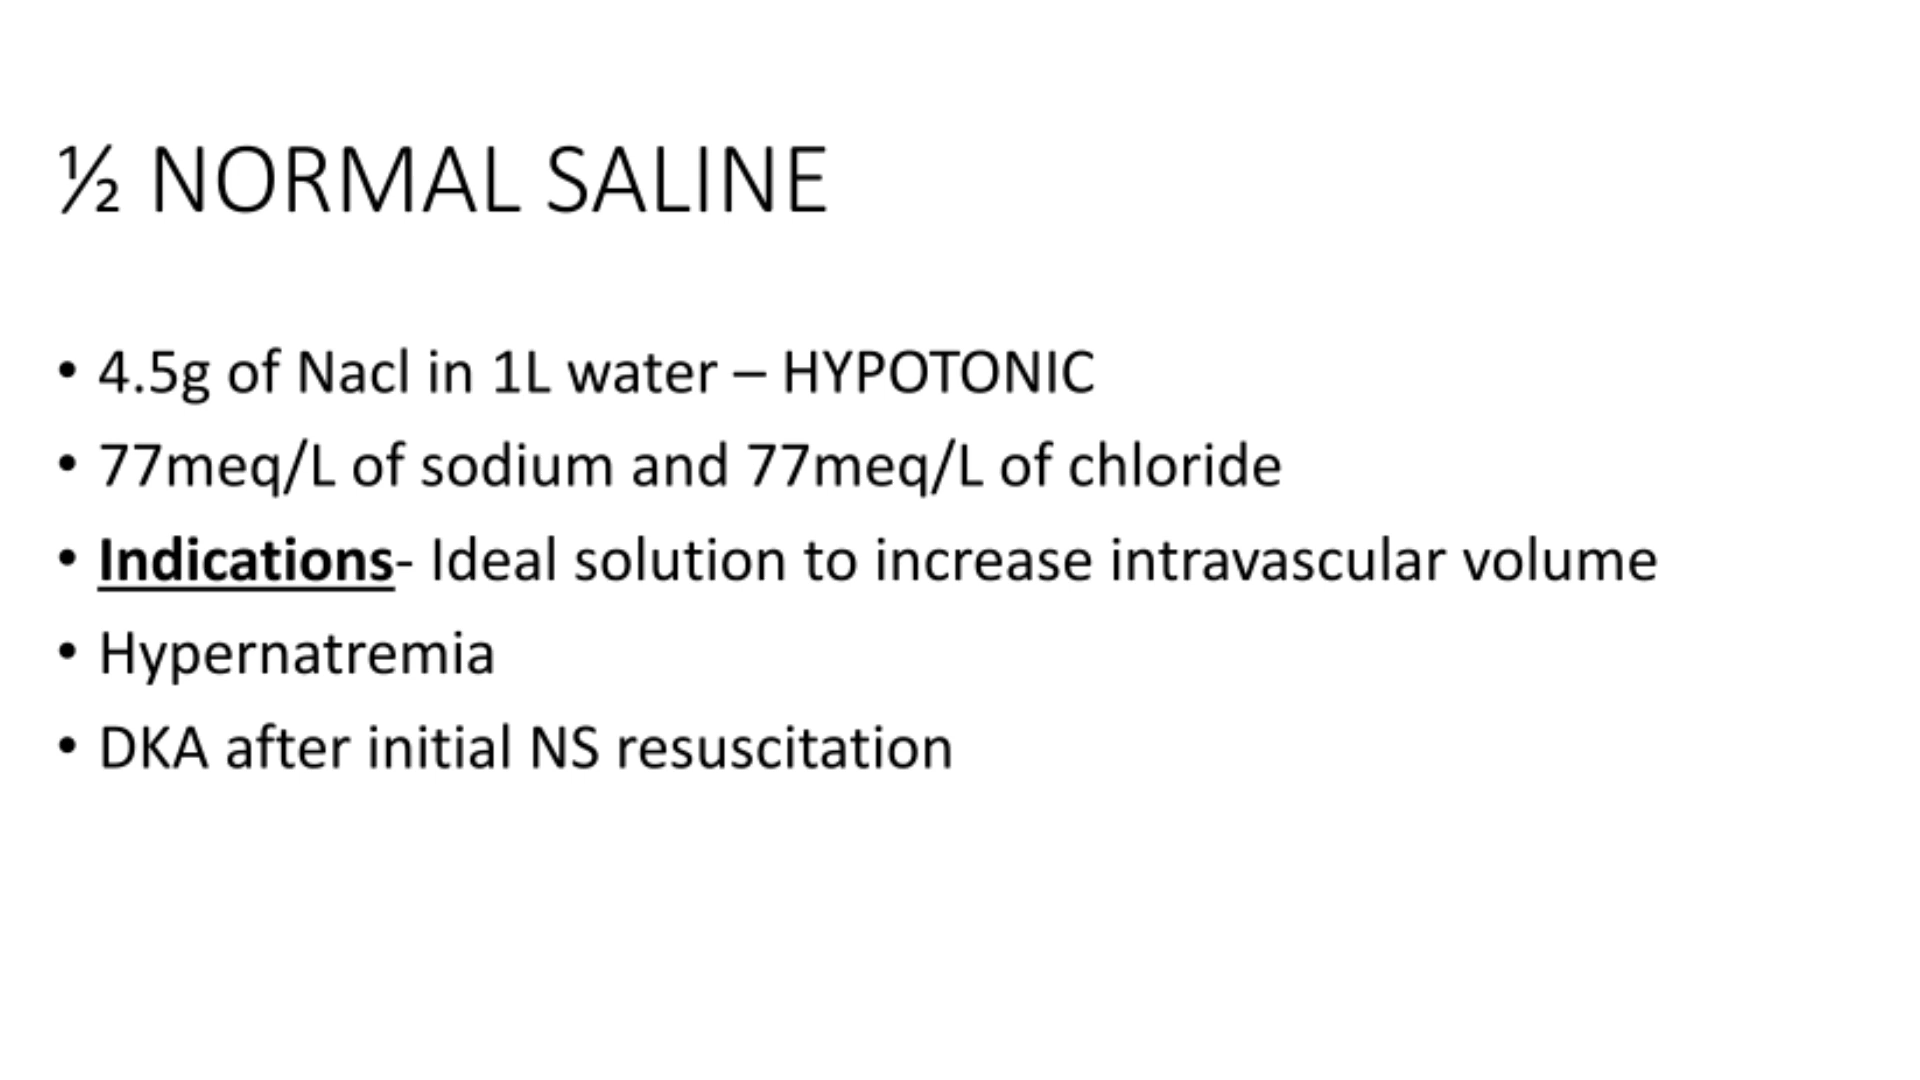 ½ NORMAL SALINE
• 4.5g of Nacl in 1L water – HYPOTONIC
• 77meq/L of sodium and 77meq/L of chloride
• Indications- Ideal solution to increase intravascular volume
• Hypernatremia
• DKA after initial NS resuscitation